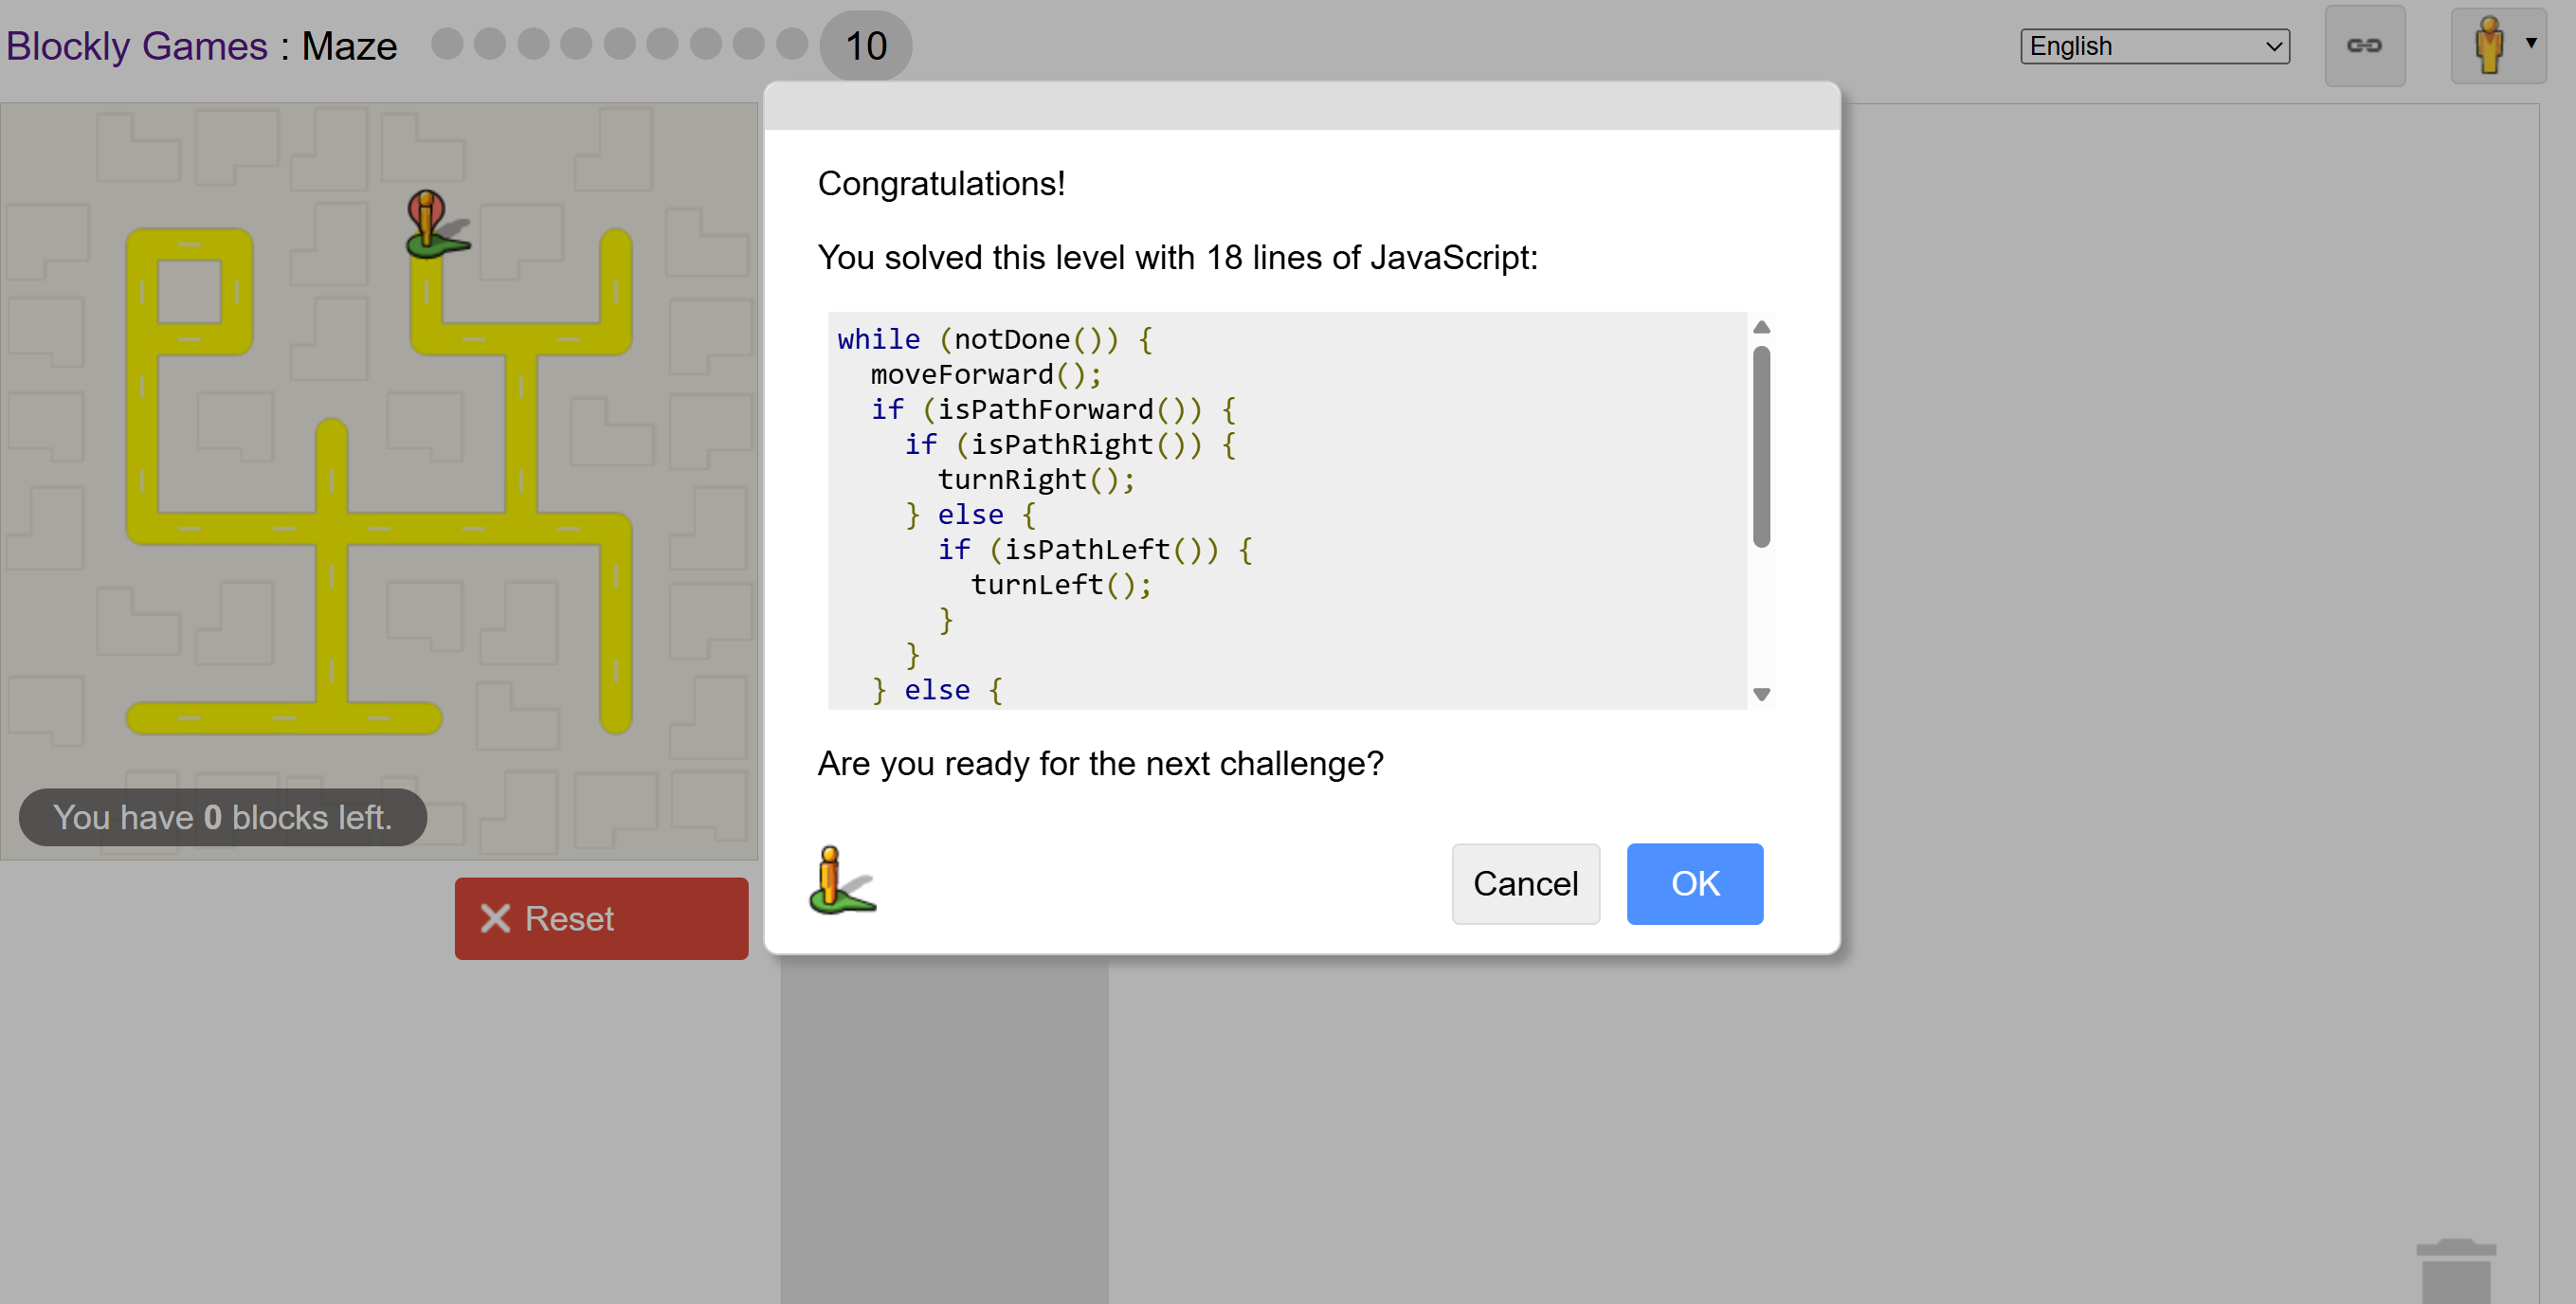 Blockly Games : Maze 10 English
Congratulations!
You solved this level with 18 lines of JavaScript:
while (notDone()) {
  moveForward();
  if (isPathForward()) {
    if (isPathRight()) {
      turnRight();
    } else {
      if (isPathLeft()) {
        turnLeft();
      }
    }
  } else {
Are you ready for the next challenge?
You have 0 blocks left.
Cancel OK
Reset